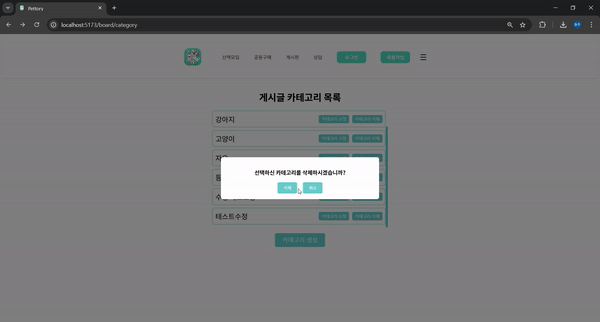 Pettory
localhost:5173/board/category
산책모임
공동구매
게시판
상담
로그아웃
회원가입
게시글 카테고리 목록
강아지
카테고리 수정
카테고리 삭제
고양이
카테고리 수정
카테고리 삭제
선택하신 카테고리를 삭제하시겠습니까?
삭제
취소
테스트수정
카테고리 수정
카테고리 삭제
카테고리 생성